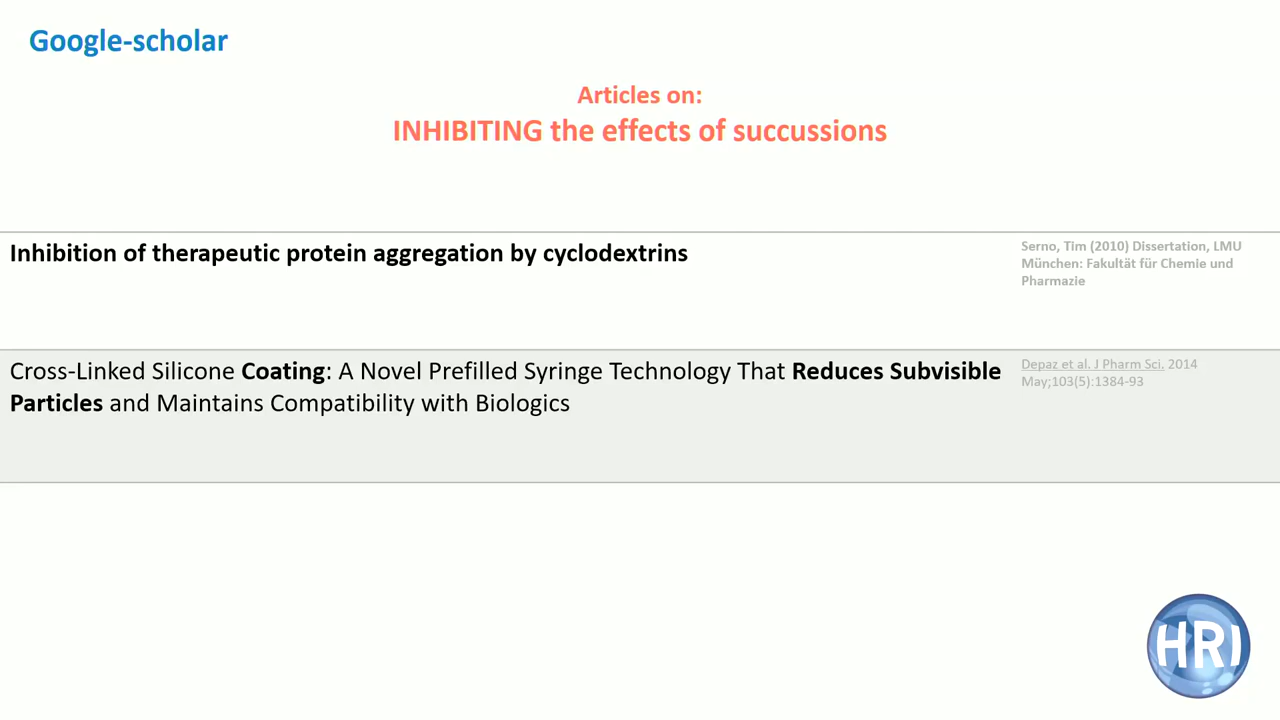 Google-scholar
Articles on:
INHIBITING the effects of succussions
Inhibition of therapeutic protein aggregation by cyclodextrins
Serno, Tim (2010) Dissertation, LMU
München: Fakultät für Chemie und
Pharmazie
Cross-Linked Silicone Coating: A Novel Prefilled Syringe Technology That Reduces Subvisible
Particles and Maintains Compatibility with Biologics
Depaz et al. J Pharm Sci. 2014
May;103(5):1384-93
HRI